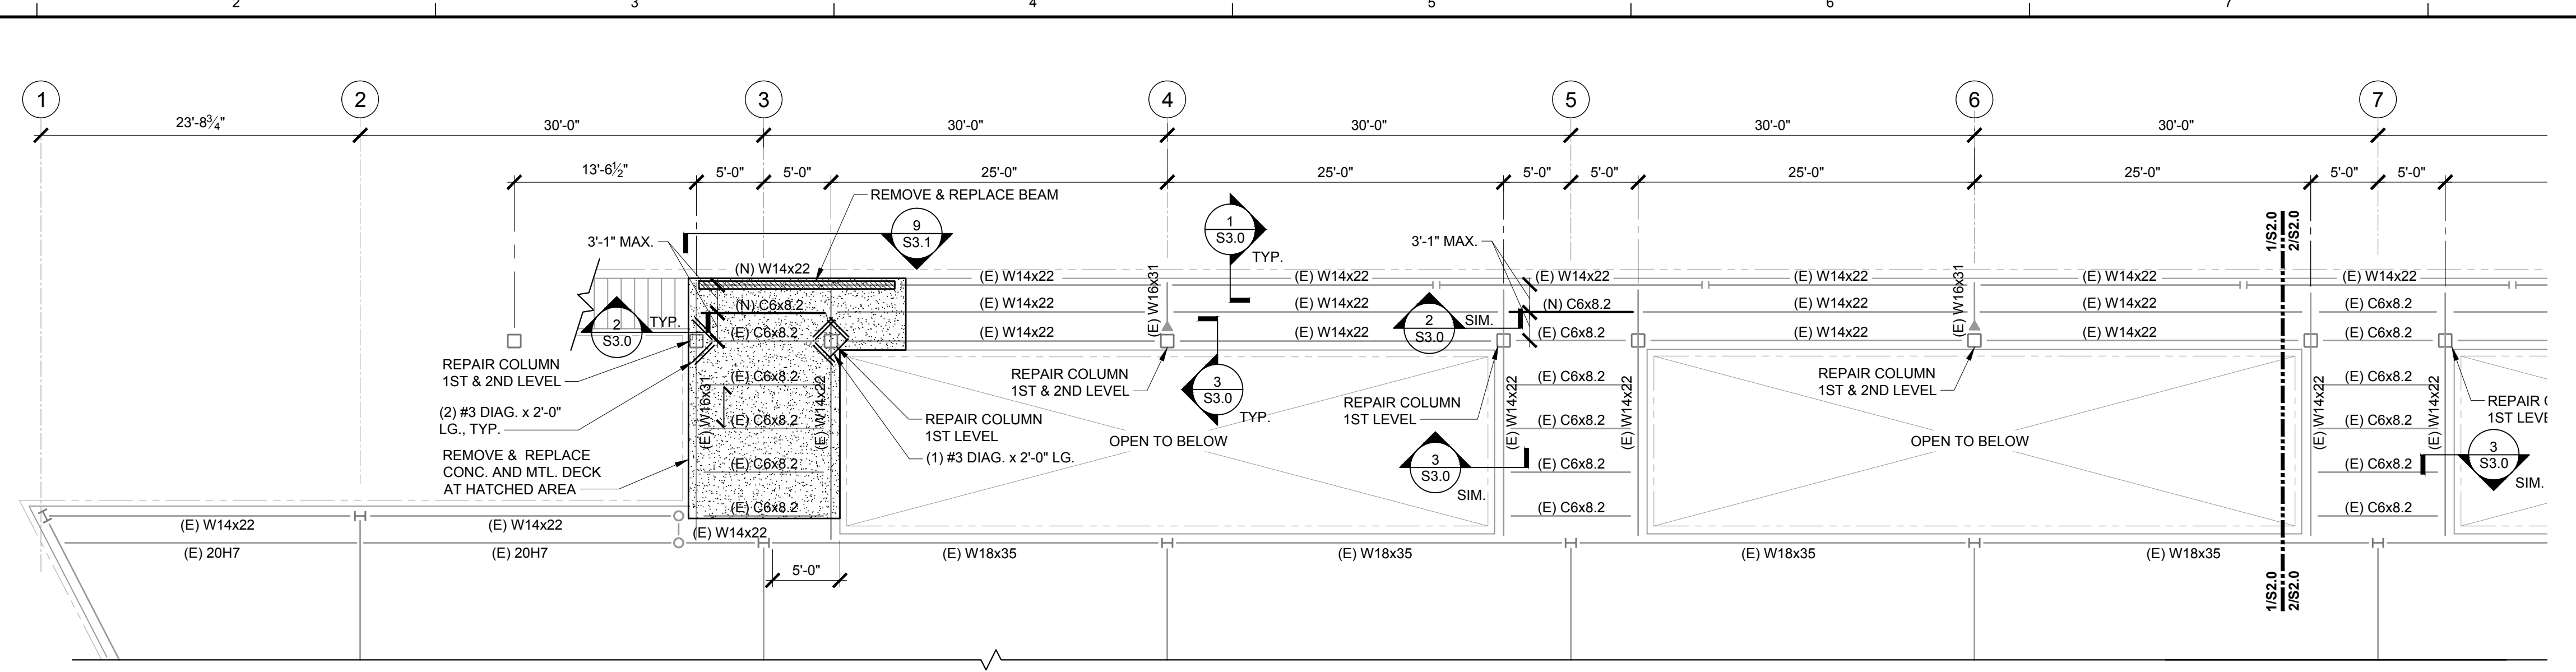 2 3 4 5 6 7
1 2 3 4 5 6 7
23'-8¾" 30'-0" 30'-0" 30'-0" 30'-0" 30'-0"
13'-6½" 5'-0" 5'-0" 25'-0" 25'-0" 5'-0" 5'-0" 25'-0" 25'-0" 5'-0" 5'-0"
REMOVE & REPLACE BEAM
9
S3.1
3'-1" MAX.
(N) W14x22
(N) C6x8.2
(E) C6x8.2
(E) C6x8.2
(E) C6x8.2
(E) C6x8.2
(E) C6x8.2
(E) W16x31
(E) W14x22
2
S3.0
TYP.
REPAIR COLUMN
1ST & 2ND LEVEL
(2) #3 DIAG. x 2'-0"
LG., TYP.
REMOVE & REPLACE
CONC. AND MTL. DECK
AT HATCHED AREA
(E) W14x22
(E) W14x22
(E) W14x22
(E) 20H7
(E) 20H7
5'-0"
(E) W14x22
(E) W14x22
(E) W14x22
REPAIR COLUMN
1ST LEVEL
(1) #3 DIAG. x 2'-0" LG.
REPAIR COLUMN
1ST & 2ND LEVEL
OPEN TO BELOW
(E) W18x35
(E) W16x31
1
S3.0
TYP.
3
S3.0
TYP.
(E) W14x22
(E) W14x22
(E) W14x22
(E) W18x35
3'-1" MAX.
2
S3.0
SIM.
REPAIR COLUMN
1ST LEVEL
3
S3.0
SIM.
(E) W14x22
(N) C6x8.2
(E) C6x8.2
(E) C6x8.2
(E) C6x8.2
(E) C6x8.2
(E) C6x8.2
(E) W14x22
(E) W14x22
(E) W14x22
(E) W14x22
(E) W14x22
REPAIR COLUMN
1ST & 2ND LEVEL
OPEN TO BELOW
(E) W18x35
(E) W16x31
(E) W14x22
(E) W14x22
(E) W14x22
(E) W18x35
1/S2.0
2/S2.0
1/S2.0
2/S2.0
(E) W14x22
(E) C6x8.2
(E) C6x8.2
(E) C6x8.2
(E) C6x8.2
(E) C6x8.2
(E) C6x8.2
(E) W14x22
(E) W14x22
REPAIR
1ST
3
S3.0
SIM.